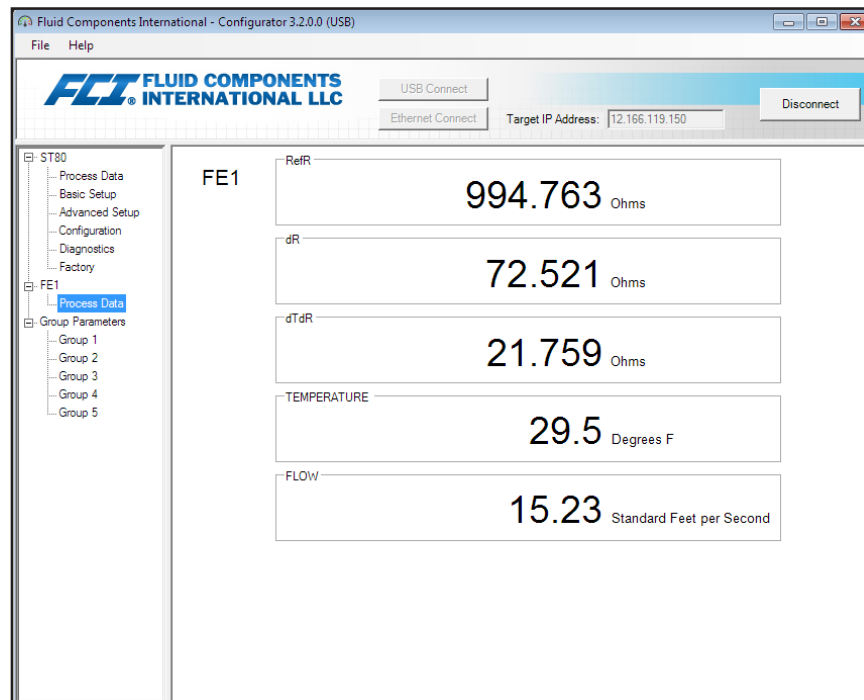 Fluid Components International - Configurator 3.2.0.0 (USB)
File Help
FCI® FLUID COMPONENTS
INTERNATIONAL LLC
USB Connect
Ethernet Connect
Target IP Address: 12.166.119.150
Disconnect
ST80
Process Data
Basic Setup
Advanced Setup
Configuration
Diagnostics
Factory
FE1
Process Data
Group Parameters
Group 1
Group 2
Group 3
Group 4
Group 5
FE1
RefR
994.763 Ohms
dR
72.521 Ohms
dTdR
21.759 Ohms
TEMPERATURE
29.5 Degrees F
FLOW
15.23 Standard Feet per Second